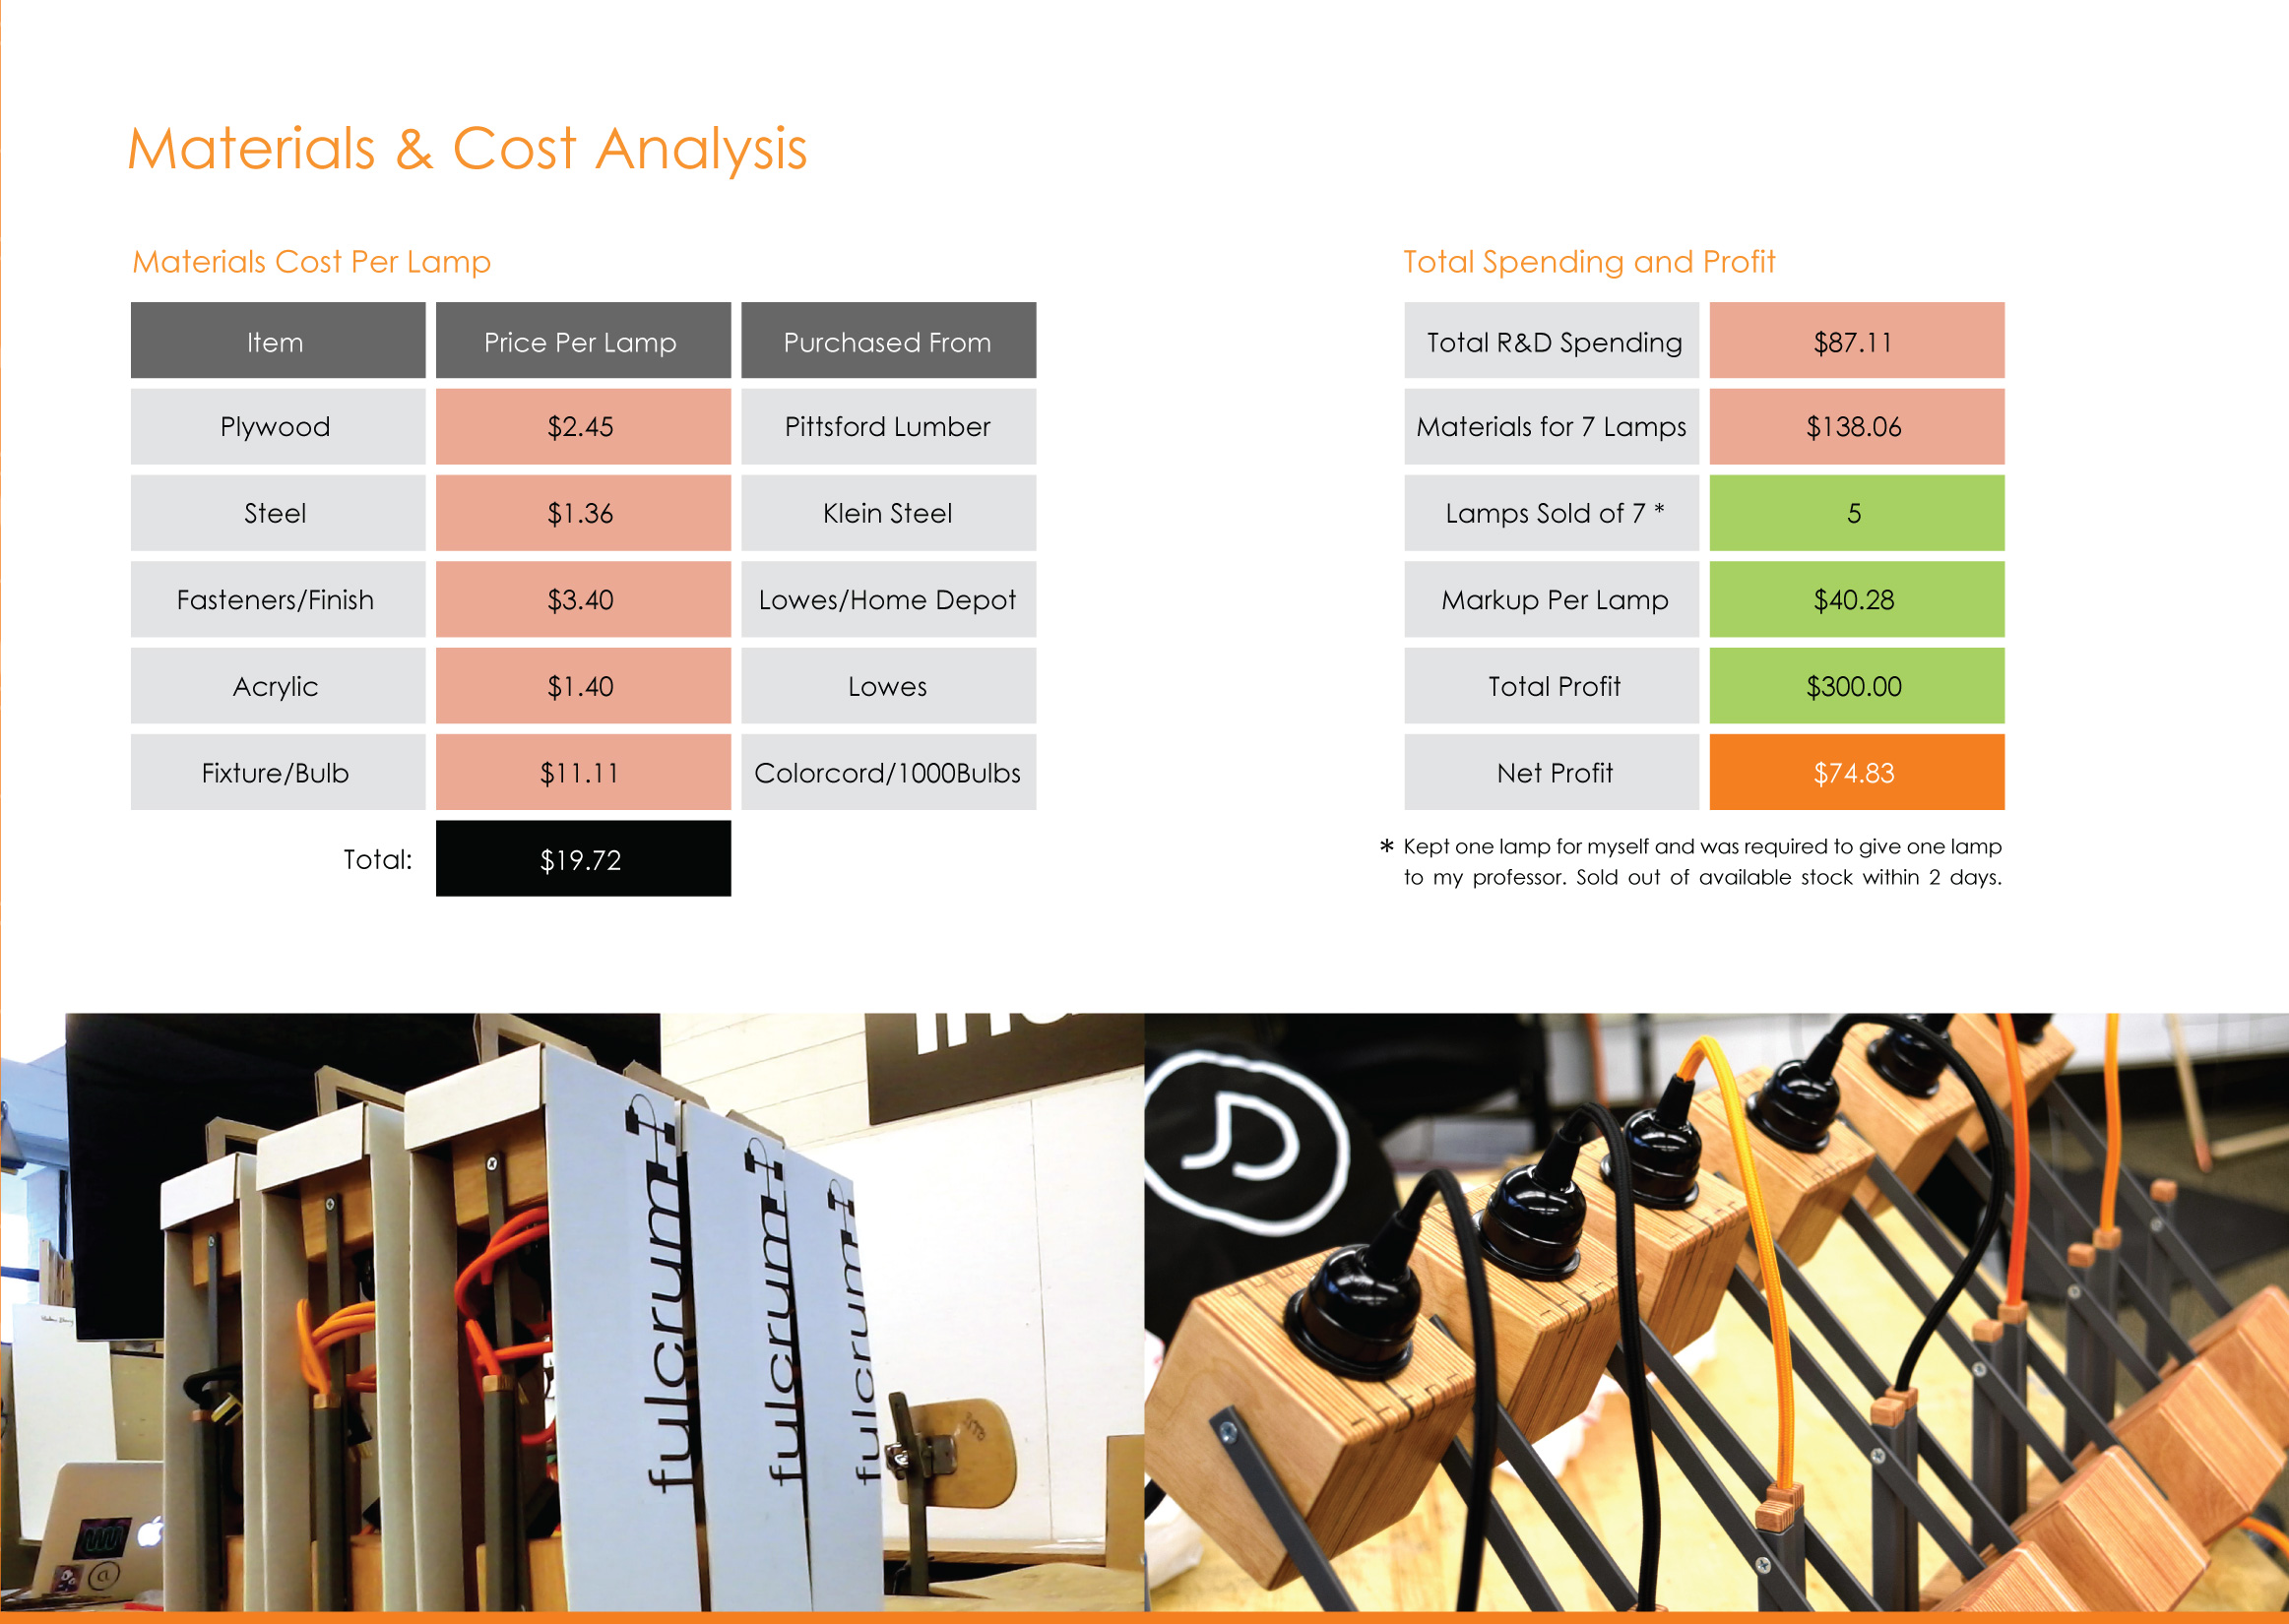 Materials & Cost Analysis
Materials Cost Per Lamp
Item Price Per Lamp Purchased From
Plywood $2.45 Pittsford Lumber
Steel $1.36 Klein Steel
Fasteners/Finish $3.40 Lowes/Home Depot
Acrylic $1.40 Lowes
Fixture/Bulb $11.11 Colorcord/1000Bulbs
Total: $19.72
Total Spending and Profit
Total R&D Spending $87.11
Materials for 7 Lamps $138.06
Lamps Sold of 7 * 5
Markup Per Lamp $40.28
Total Profit $300.00
Net Profit $74.83
* Kept one lamp for myself and was required to give one lamp
to my professor. Sold out of available stock within 2 days.
fulcrum
fulcrum
fulcrum